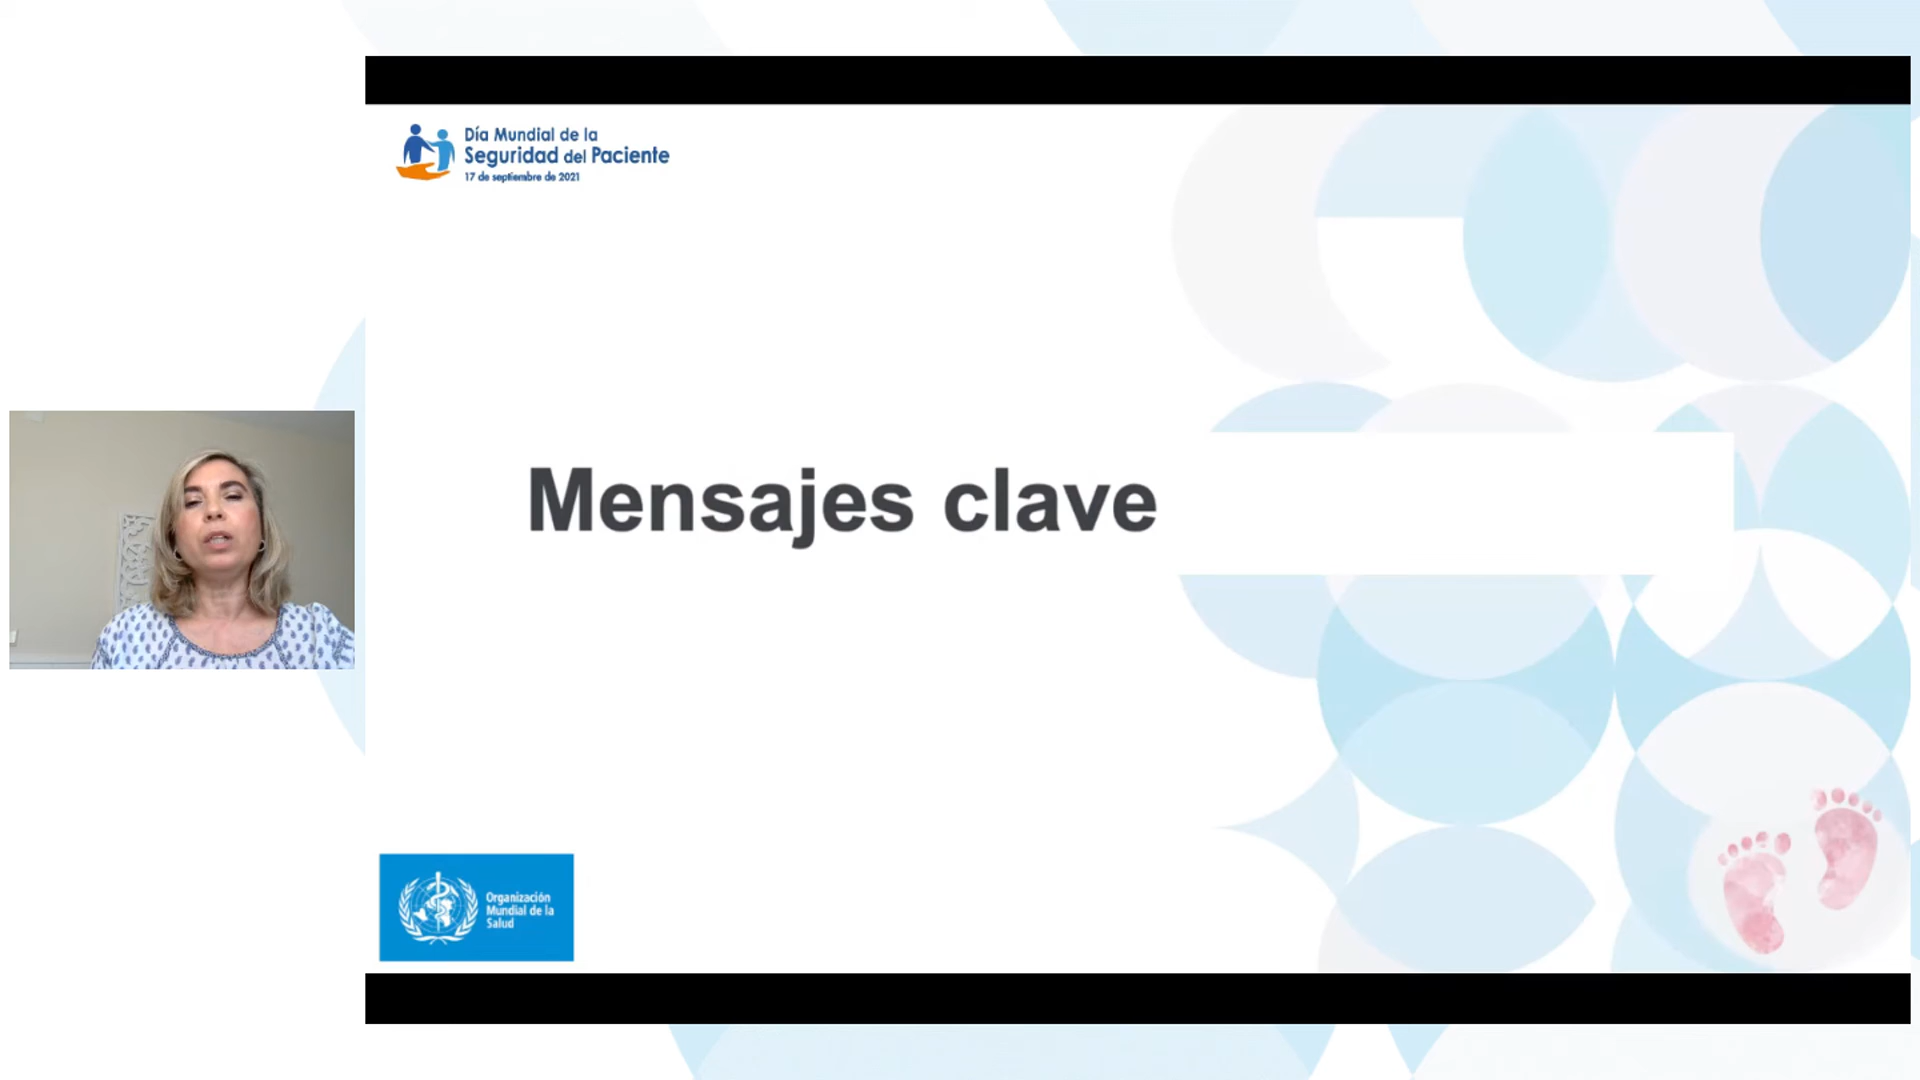 Día Mundial de la
Seguridad del Paciente
17 de septiembre de 2021
Mensajes clave
Organización
Mundial de la
Salud